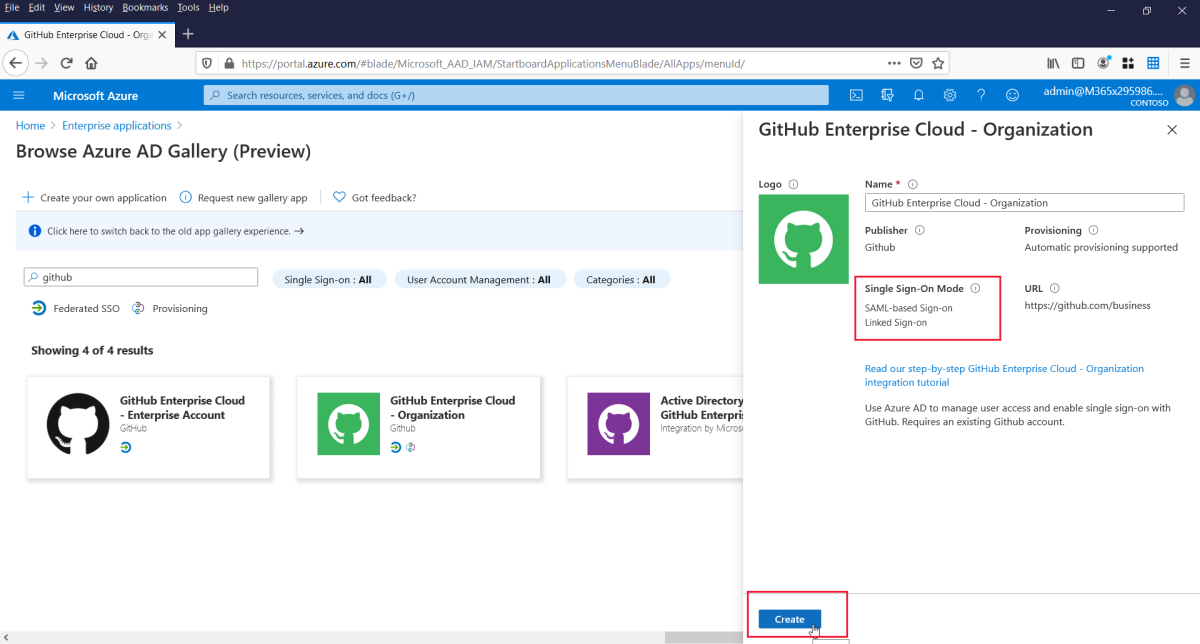 File Edit View History Bookmarks Tools Help
GitHub Enterprise Cloud - Orga
https://portal.azure.com/#blade/Microsoft_AAD_IAM/StartboardApplicationsMenuBlade/AllApps/menuId/
Microsoft Azure
Search resources, services, and docs (G+/)
admin@M365x295986....
CONTOSO
Home > Enterprise applications >
Browse Azure AD Gallery (Preview)
Create your own application
Request new gallery app
Got feedback?
Click here to switch back to the old app gallery experience. →
github
Single Sign-on : All
User Account Management : All
Categories : All
Federated SSO
Provisioning
Showing 4 of 4 results
GitHub Enterprise Cloud
- Enterprise Account
GitHub
GitHub Enterprise Cloud
- Organization
Github
Active Directory
GitHub Enterpri
Integration by Micros
GitHub Enterprise Cloud - Organization
Logo
Name *
GitHub Enterprise Cloud - Organization
Publisher
Github
Provisioning
Automatic provisioning supported
Single Sign-On Mode
SAML-based Sign-on
Linked Sign-on
URL
https://github.com/business
Read our step-by-step GitHub Enterprise Cloud - Organization
integration tutorial
Use Azure AD to manage user access and enable single sign-on with
GitHub. Requires an existing Github account.
Create